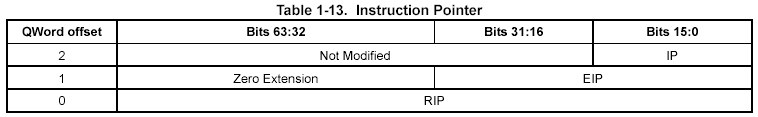 Table 1-13. Instruction Pointer
QWord offset Bits 63:32 Bits 31:16 Bits 15:0
2 Not Modified IP
1 Zero Extension EIP
0 RIP